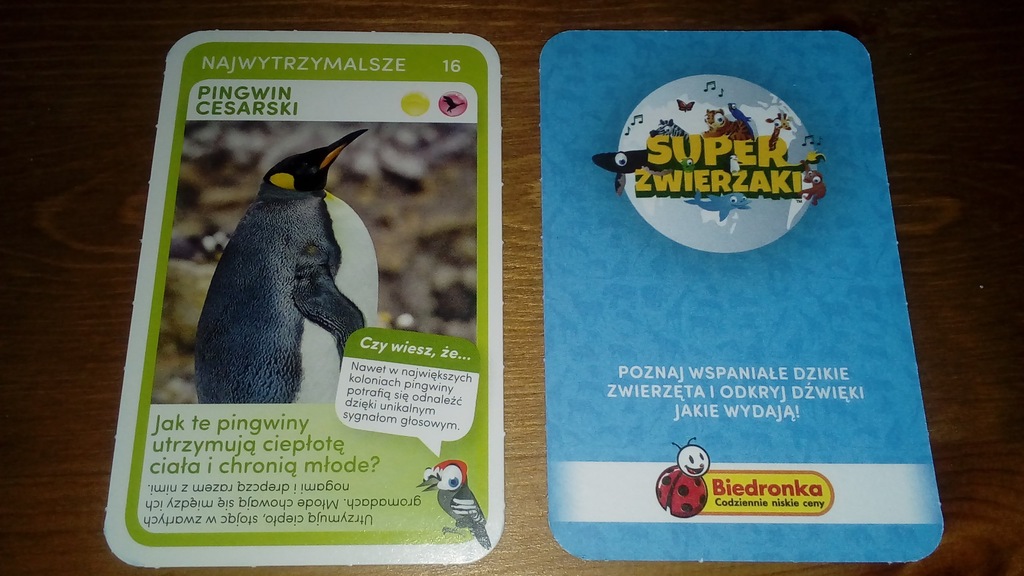 NAJWYTRZYMALSZE 16
PINGWIN
CESARSKI
Czy wiesz, że...
Nawet w największych
koloniach pingwiny
potrafią się odnaleźć
dzięki unikalnym
sygnałom głosowym.
Jak te pingwiny
utrzymują ciepłotę
ciała i chronią młode?
Utrzymują ciepło, stojąc w zwartych
gromadach. Młode chowają się między ich
nogami i drepczą razem z nimi.
SUPER
ZWIERZAKI
POZNAJ WSPANIAŁE DZIKIE
ZWIERZĘTA I ODKRYJ DŹWIĘKI
JAKIE WYDAJĄ!
Biedronka
Codziennie niskie ceny